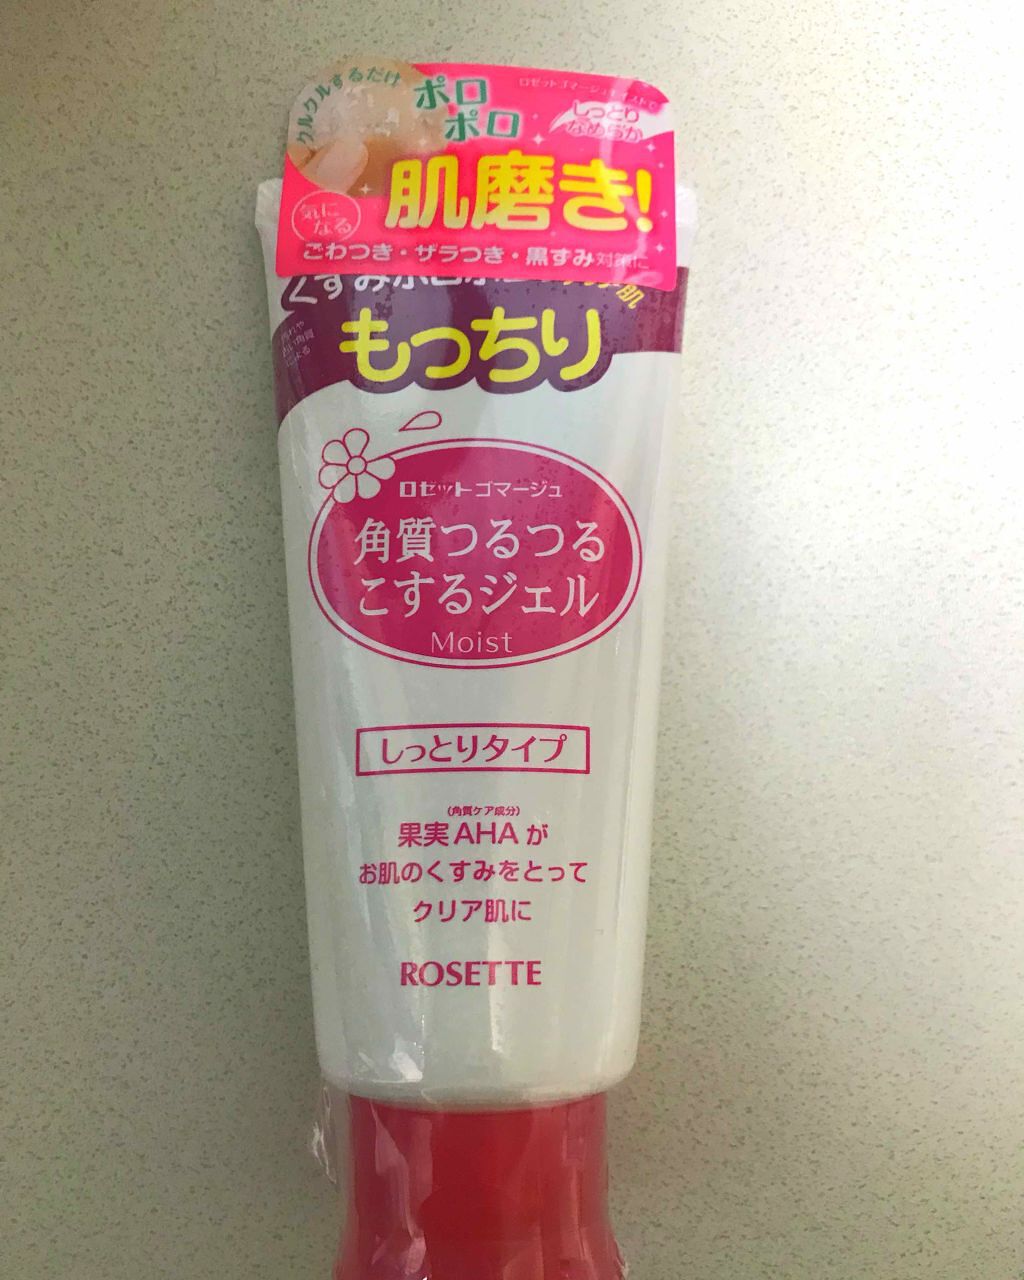 クルクルするだけ
ポロ
ポロ
ロゼットゴマージュ
しっとり
なめらか
肌磨き!
気に
なる
ごわつき・ザラつき・黒ずみ対策に
くすみ
肌
もっちり
ロゼットゴマージュ
角質つるつる
こするジェル
Moist
しっとりタイプ
(角質ケア成分)
果実AHAが
お肌のくすみをとって
クリア肌に
ROSETTE